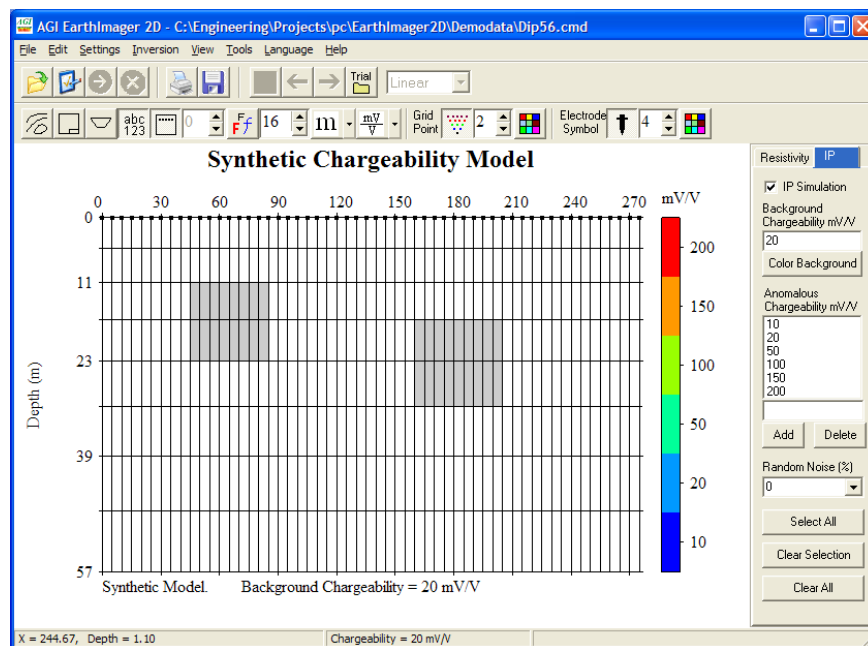 AGI EarthImager 2D - C:\Engineering\Projects\pc\EarthImager2D\Demodata\Dip56.cmd
File Edit Settings Inversion View Tools Language Help
Trial
Linear
abc
123
0
F F f
16
m
mV
V
Grid
Point
2
Electrode
Symbol
4
Synthetic Chargeability Model
0 30 60 90 120 150 180 210 240 270
mV/V
0
11
23
39
57
Depth (m)
200
150
100
50
20
10
Synthetic Model. Background Chargeability = 20 mV/V
Resistivity IP
IP Simulation
Background
Chargeability mV/V
20
Color Background
Anomalous
Chargeability mV/V
10
20
50
100
150
200
Add Delete
Random Noise (%)
0
Select All
Clear Selection
Clear All
X = 244.67, Depth = 1.10 Chargeability = 20 mV/V